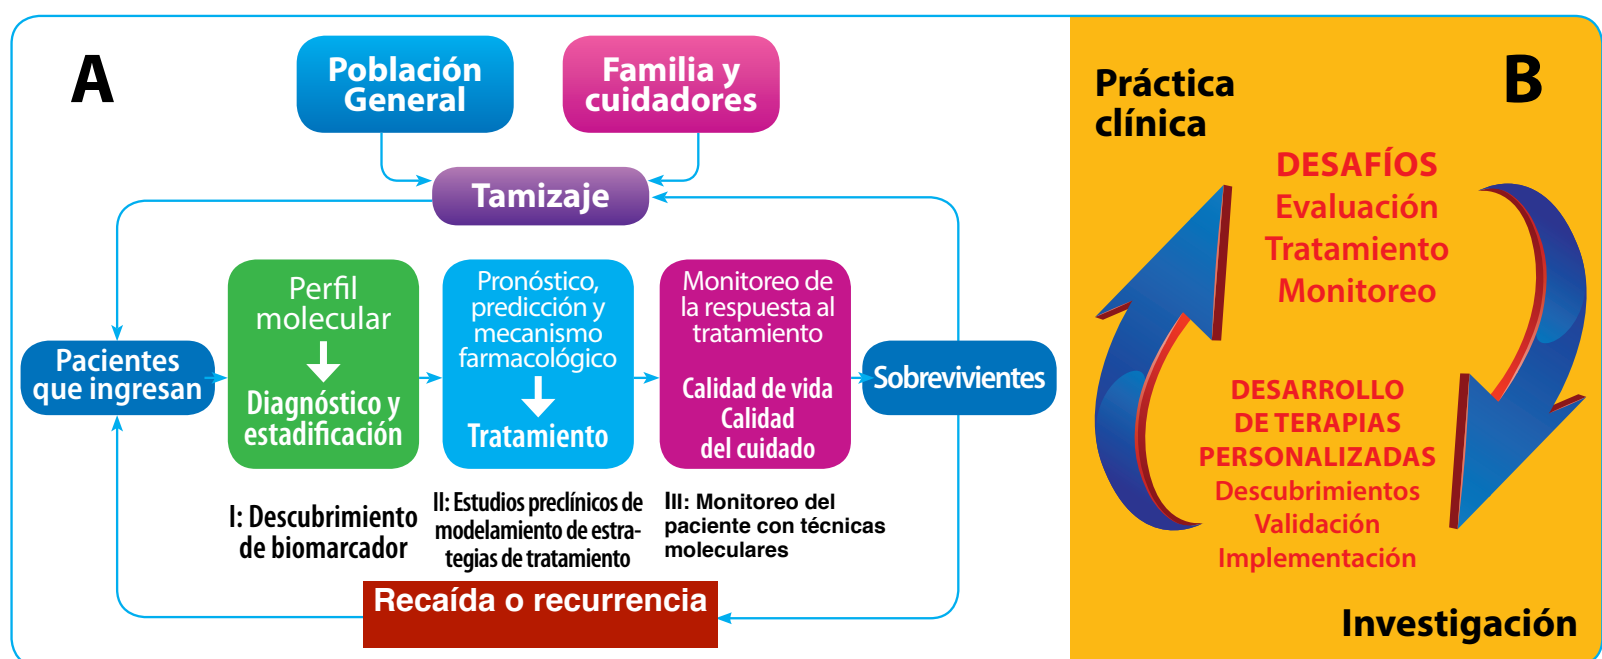 A
Población
General
Familia y
cuidadores
Tamizaje
Perfil
molecular
Diagnóstico y
estadificación
Pronóstico,
predicción y
mecanismo
farmacológico
Tratamiento
Monitoreo de
la respuesta al
tratamiento
Calidad de vida
Calidad
del cuidado
Pacientes
que ingresan
Sobrevivientes
I: Descubrimiento
de biomarcador
II: Estudios preclínicos de
modelamiento de estra-
tegias de tratamiento
III: Monitoreo del
paciente con técnicas
moleculares
Recaída o recurrencia
B
Práctica
clínica
DESAFÍOS
Evaluación
Tratamiento
Monitoreo
DESARROLLO
DE TERAPIAS
PERSONALIZADAS
Descubrimientos
Validación
Implementación
Investigación